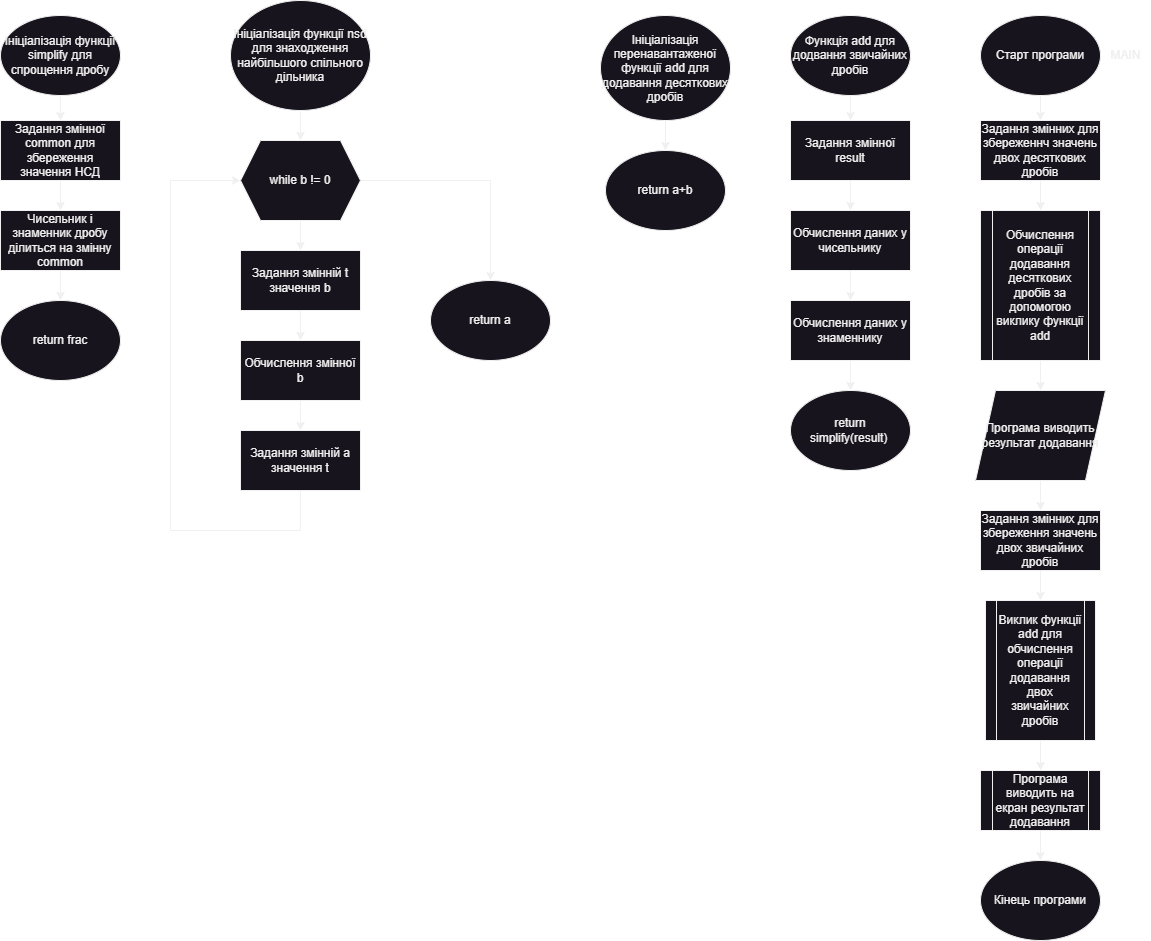 Ініціалізація функції
simplify для
спрощення дробу
Задання змінної
common для
збереження
значення НСД
Чисельник і
знаменник дробу
ділиться на змінну
common
return frac
Ініціалізація функції nsd
для знаходження
найбільшого спільного
дільника
while b != 0
Задання змінній t
значення b
Обчислення змінної
b
Задання змінній a
значення t
return a
Ініціалізація
перенавантаженої
функції add для
додавання десяткових
дробів
return a+b
Функція add для
додвання звичайних
дробів
Задання змінної
result
Обчислення даних у
чисельнику
Обчислення даних у
знаменнику
return
simplify(result)
MAIN
Старт програми
Задання змінних для
збереженнч значень
двох десяткових
дробів
Обчислення
операції
додавання
десяткових
дробів за
допомогою
виклику функції
add
Програма виводить
результат додавання
Задання змінних для
збереження значень
двох звичайних
дробів
Виклик функції
add для
обчислення
операції
додавання
двох
звичайних
дробів
Програма
виводить на
екран результат
додавання
Кінець програми